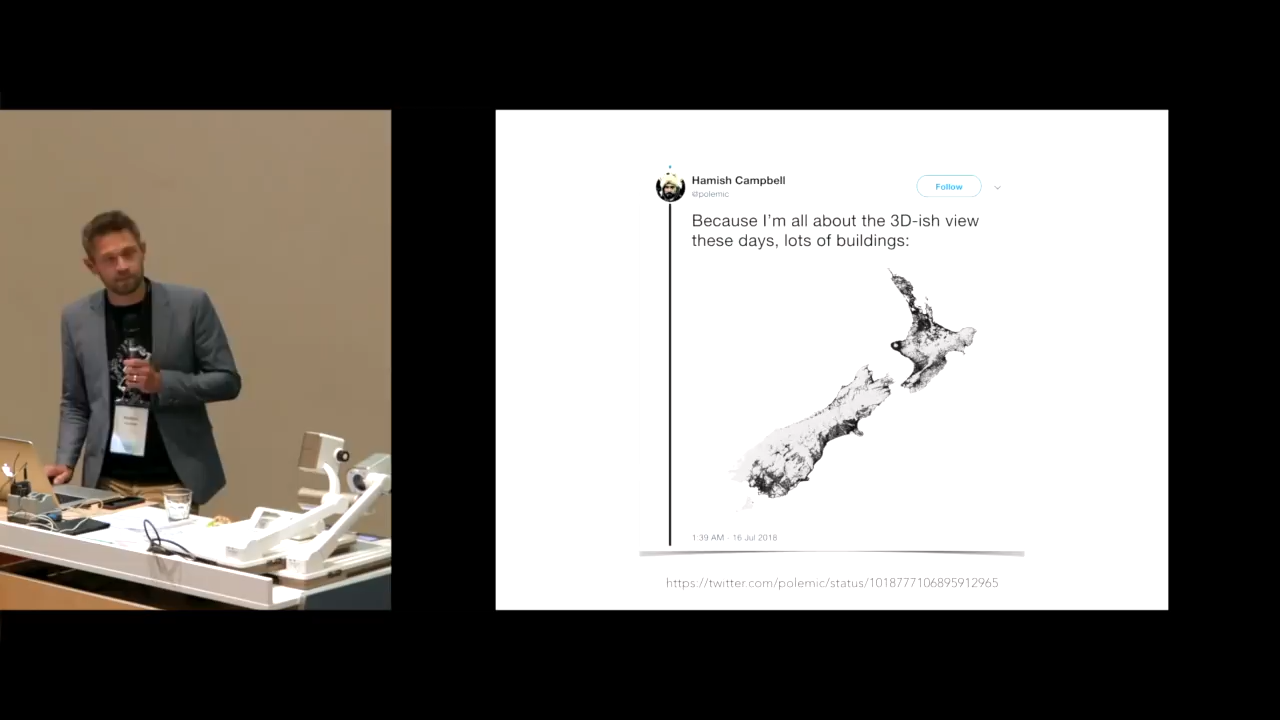 Hamish Campbell
@polemic
Follow
Because I'm all about the 3D-ish view
these days, lots of buildings:
1:39 AM - 16 Jul 2018
https://twitter.com/polemic/status/1018777106895912965